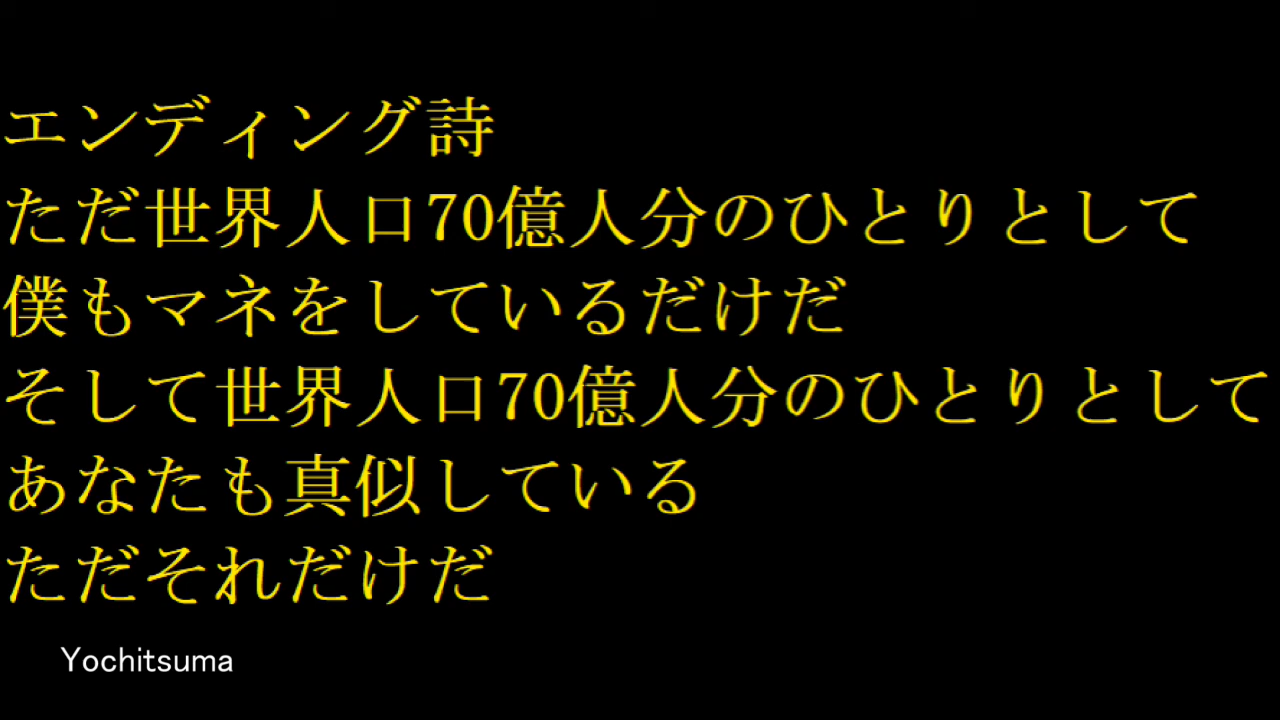 エンディング詩
ただ世界人口70億人分のひとりとして
僕もマネをしているだけだ
そして世界人口70億人分のひとりとして
あなたも真似している
ただそれだけだ
Yochitsuma